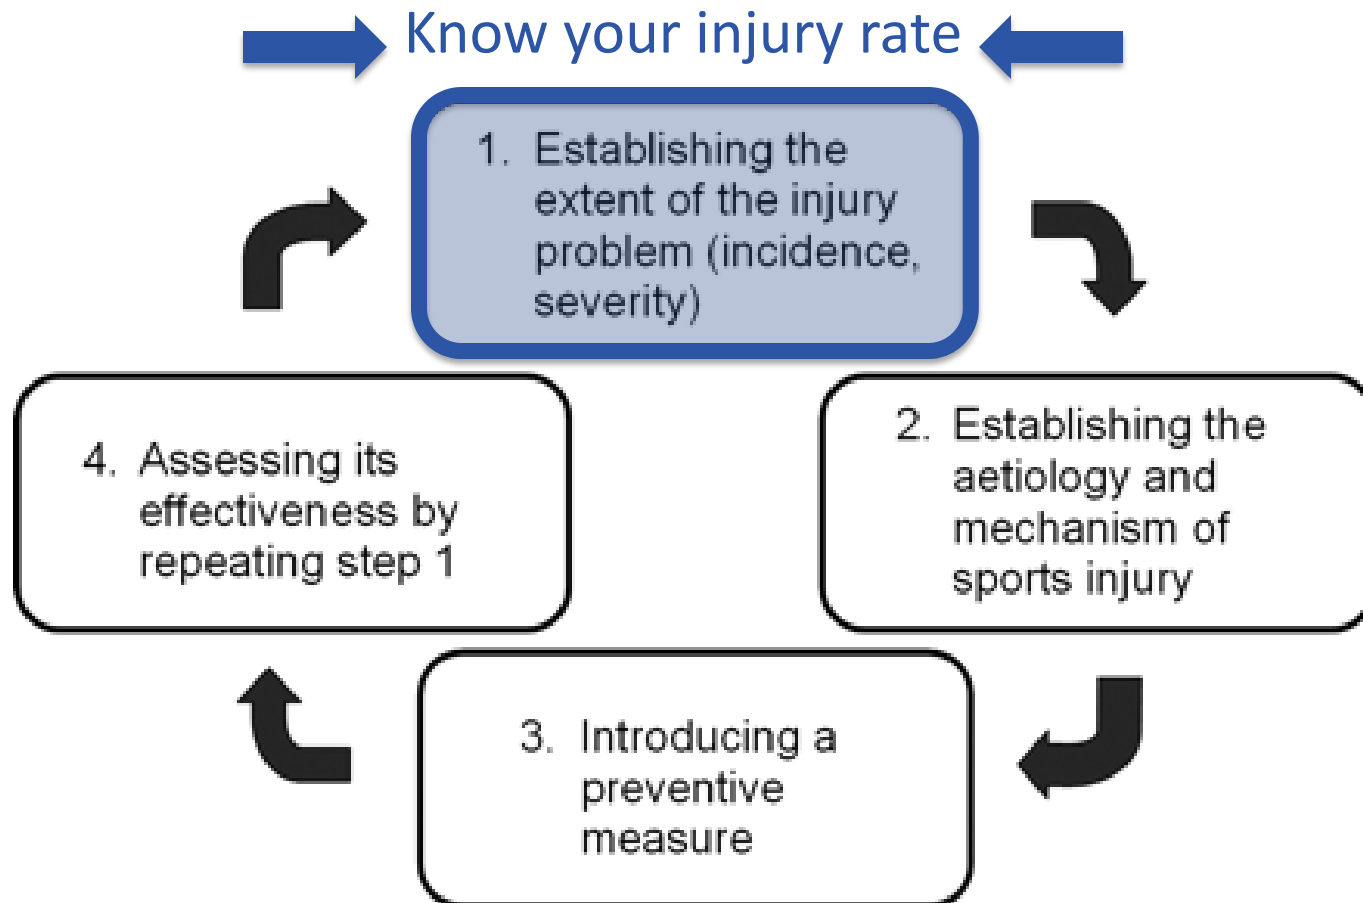 Know your injury rate
1. Establishing the
extent of the injury
problem (incidence,
severity)
2. Establishing the
aetiology and
mechanism of
sports injury
3. Introducing a
preventive
measure
4. Assessing its
effectiveness by
repeating step 1